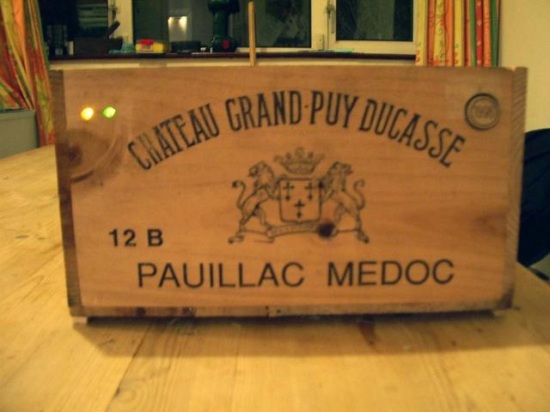 CHATEAU GRAND-PUY DUCASSE
12 B
PAUILLAC MEDOC